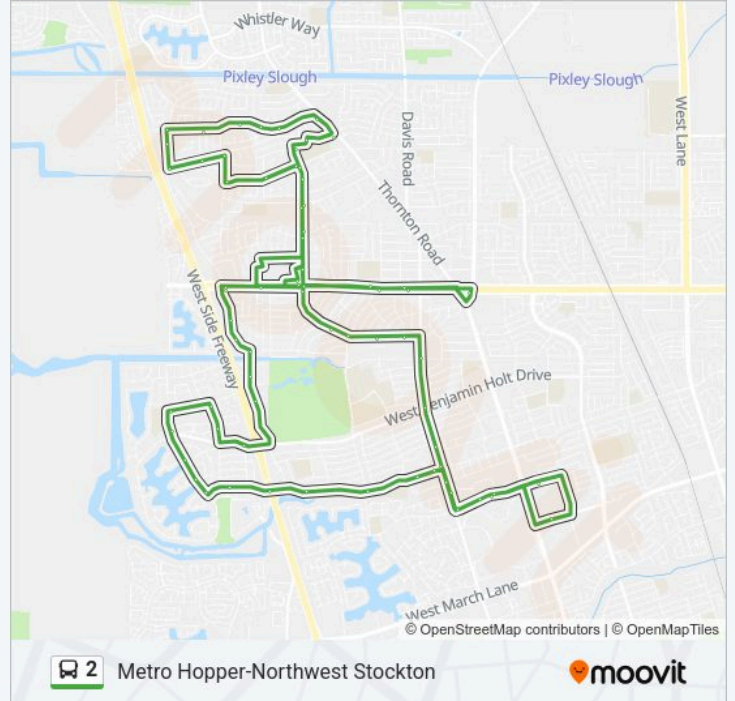 Whistler Way
Pixley Slough
Pixley Slough
West Lane
Davis Road
Thornton Road
West Side Freeway
West Benjamin Holt Drive
West March Lane
© OpenStreetMap contributors | © OpenMapTiles
2 Metro Hopper-Northwest Stockton
moovit